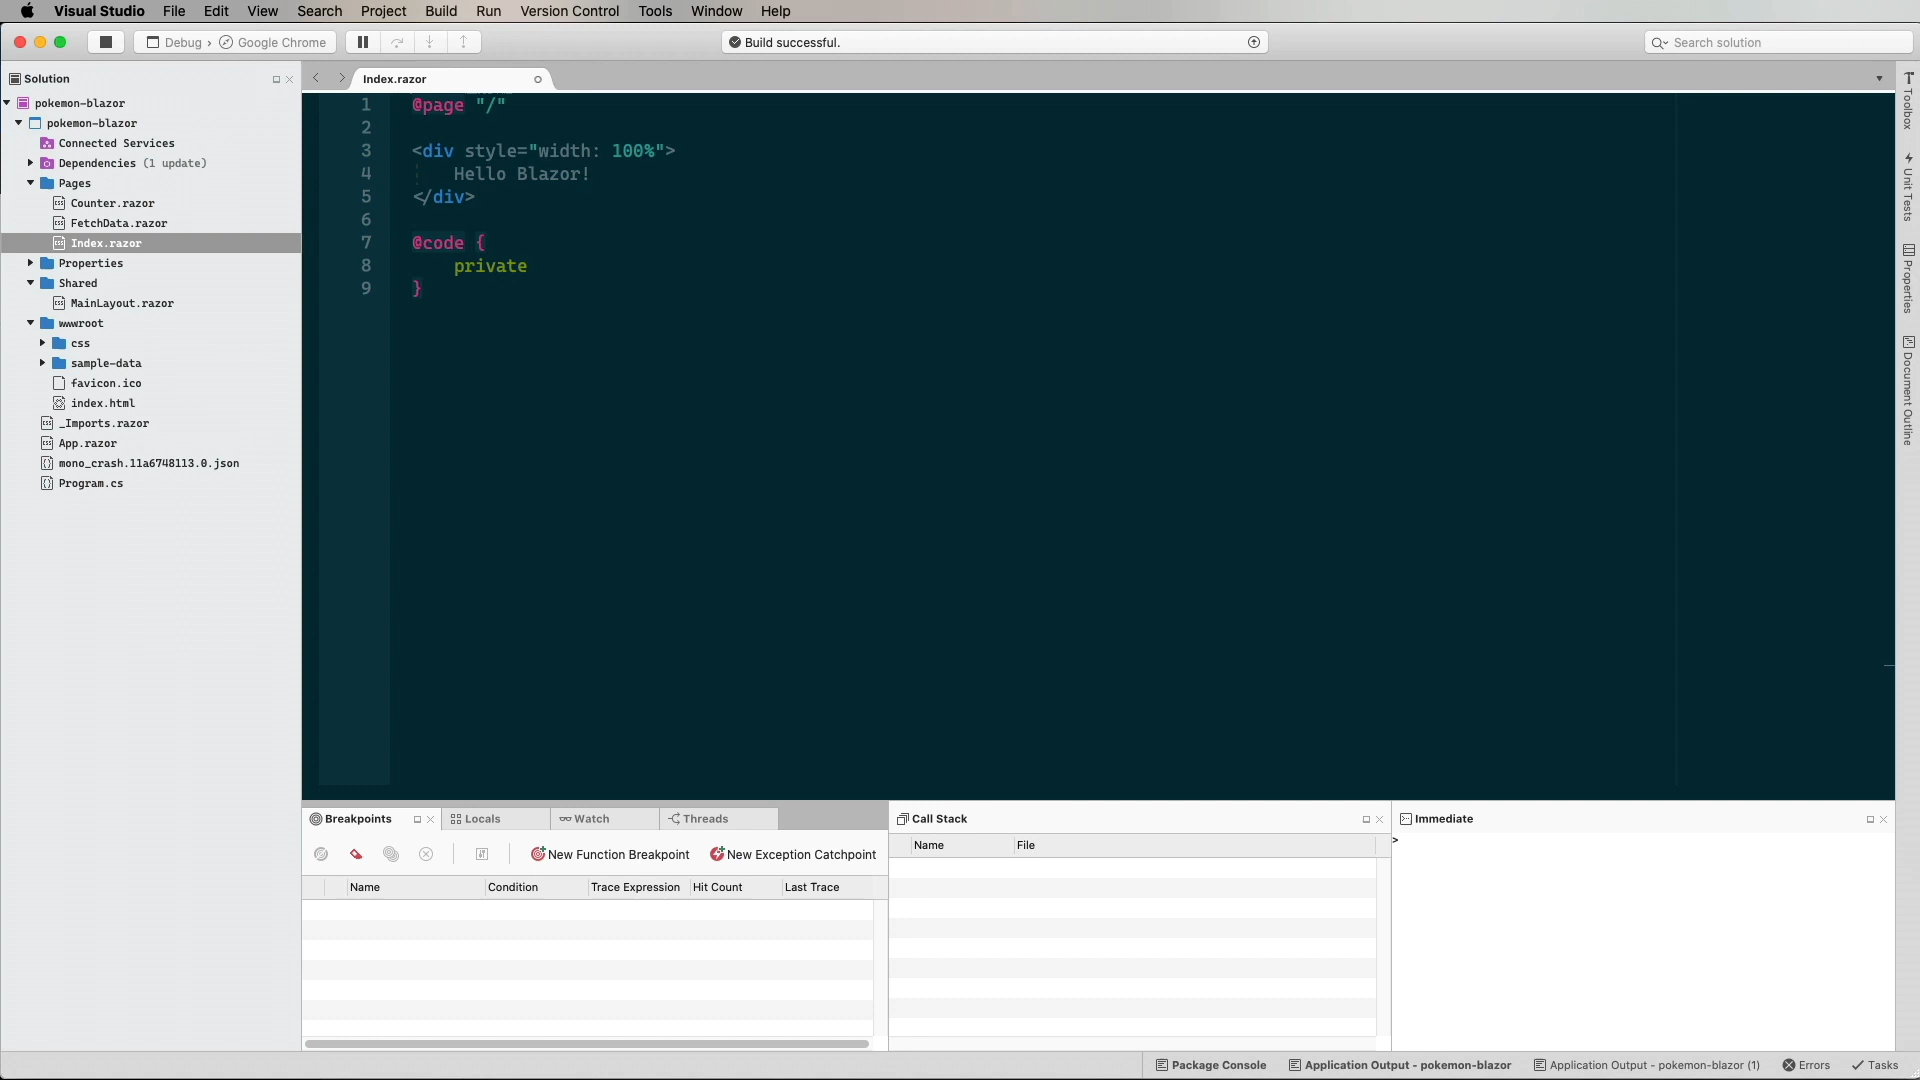 Visual Studio File Edit View Search Project Build Run Version Control Tools Window Help
Debug › Google Chrome
Build successful.
Search solution
Solution
Index.razor
pokemon-blazor
pokemon-blazor
Connected Services
Dependencies (1 update)
Pages
Counter.razor
FetchData.razor
Index.razor
Properties
Shared
MainLayout.razor
wwwroot
css
sample-data
favicon.ico
index.html
_Imports.razor
App.razor
mono_crash.11a6748113.0.json
Program.cs
1 @page "/"
2
3 <div style="width: 100%">
4 Hello Blazor!
5 </div>
6
7 @code {
8 private
9 }
Toolbox
Unit Tests
Properties
Document Outline
Breakpoints Locals Watch Threads
New Function Breakpoint New Exception Catchpoint
Name Condition Trace Expression Hit Count Last Trace
Call Stack
Name File
Immediate
>
Package Console Application Output - pokemon-blazor Application Output - pokemon-blazor (1) Errors Tasks